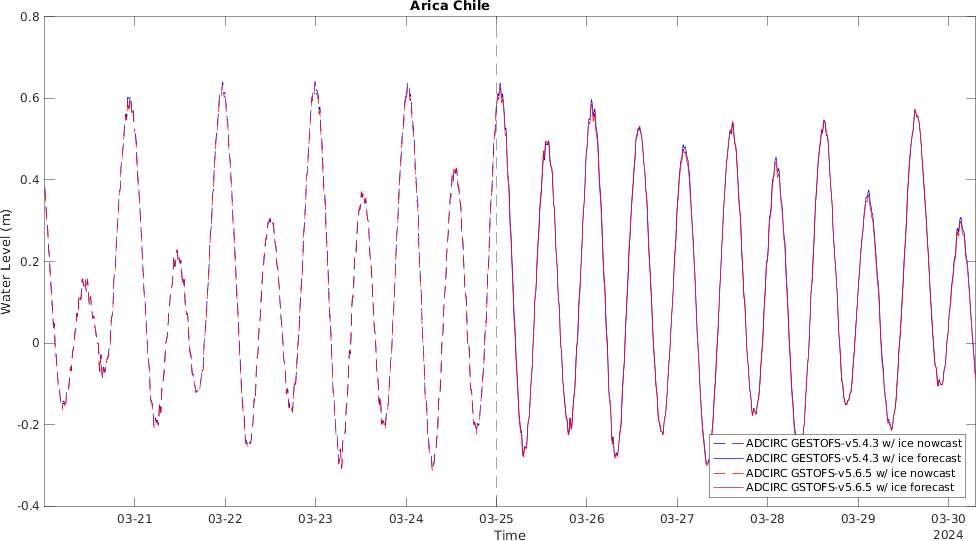 Arica Chile
Water Level (m)
0.8
0.6
0.4
0.2
0
-0.2
-0.4
ADCIRC GESTOFS-v5.4.3 w/ ice nowcast
ADCIRC GESTOFS-v5.4.3 w/ ice forecast
ADCIRC GSTOFS-v5.6.5 w/ ice nowcast
ADCIRC GSTOFS-v5.6.5 w/ ice forecast
03-21 03-22 03-23 03-24 03-25 03-26 03-27 03-28 03-29 03-30
Time 2024